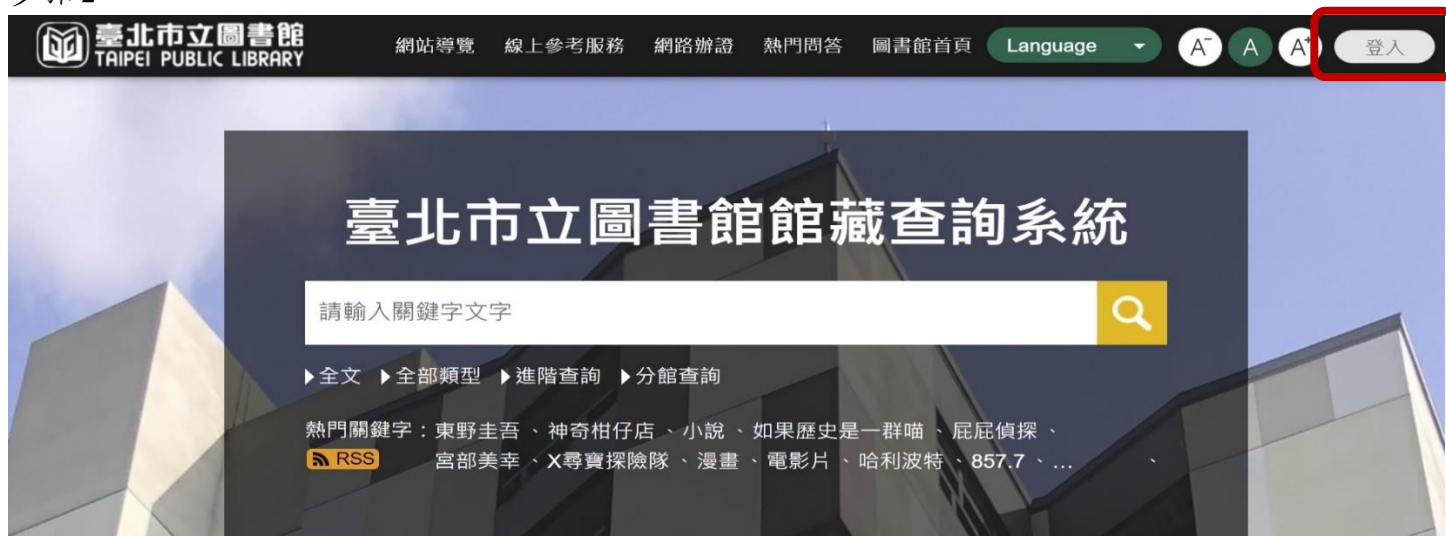 臺北市立圖書館
TAIPEI PUBLIC LIBRARY
網站導覽 線上參考服務 網路辦證 熱門問答 圖書館首頁 Language A- A A+ 登入
臺北市立圖書館館藏查詢系統
請輸入關鍵字文字
全文 全部類型 進階查詢 分館查詢
熱門關鍵字：東野圭吾、神奇柑仔店、小說、如果歷史是一群喵、屁屁偵探、
RSS 宮部美幸、X尋寶探險隊、漫畫、電影片、哈利波特、857.7、... 、